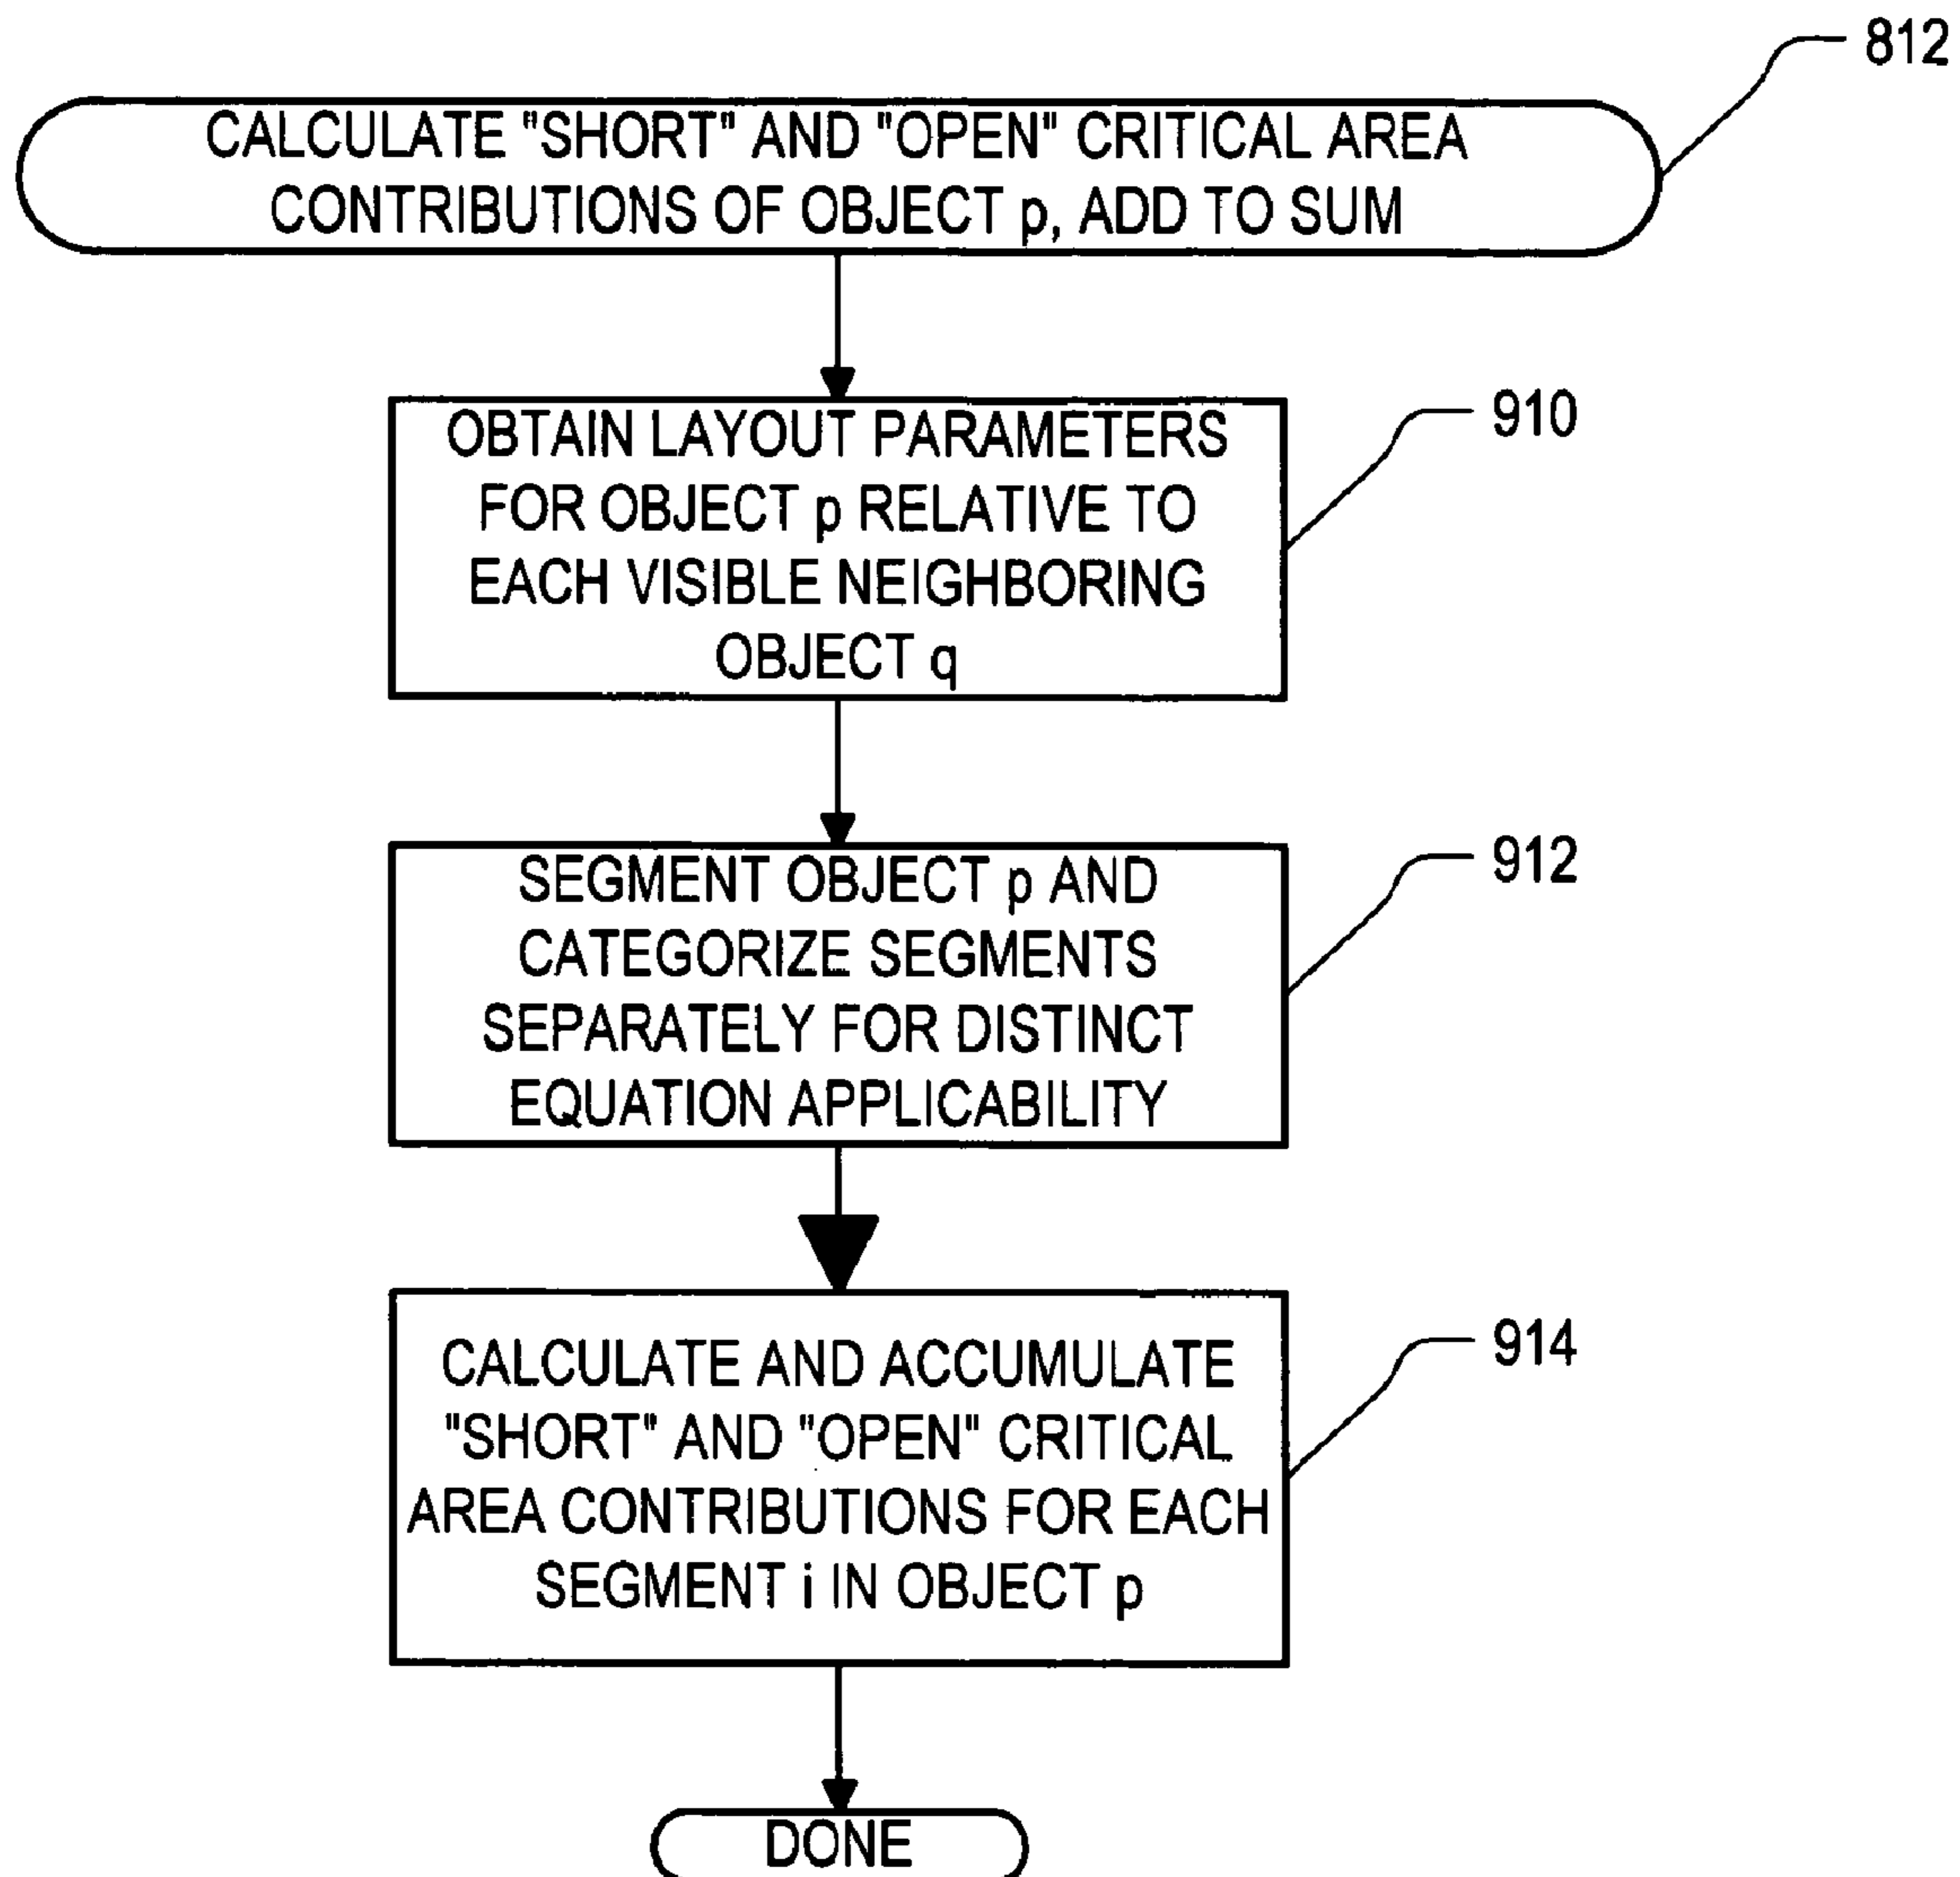 812
CALCULATE "SHORT" AND "OPEN" CRITICAL AREA
CONTRIBUTIONS OF OBJECT p, ADD TO SUM
910
OBTAIN LAYOUT PARAMETERS
FOR OBJECT p RELATIVE TO
EACH VISIBLE NEIGHBORING
OBJECT q
912
SEGMENT OBJECT p AND
CATEGORIZE SEGMENTS
SEPARATELY FOR DISTINCT
EQUATION APPLICABILITY
914
CALCULATE AND ACCUMULATE
"SHORT" AND "OPEN" CRITICAL
AREA CONTRIBUTIONS FOR EACH
SEGMENT i IN OBJECT p
DONE